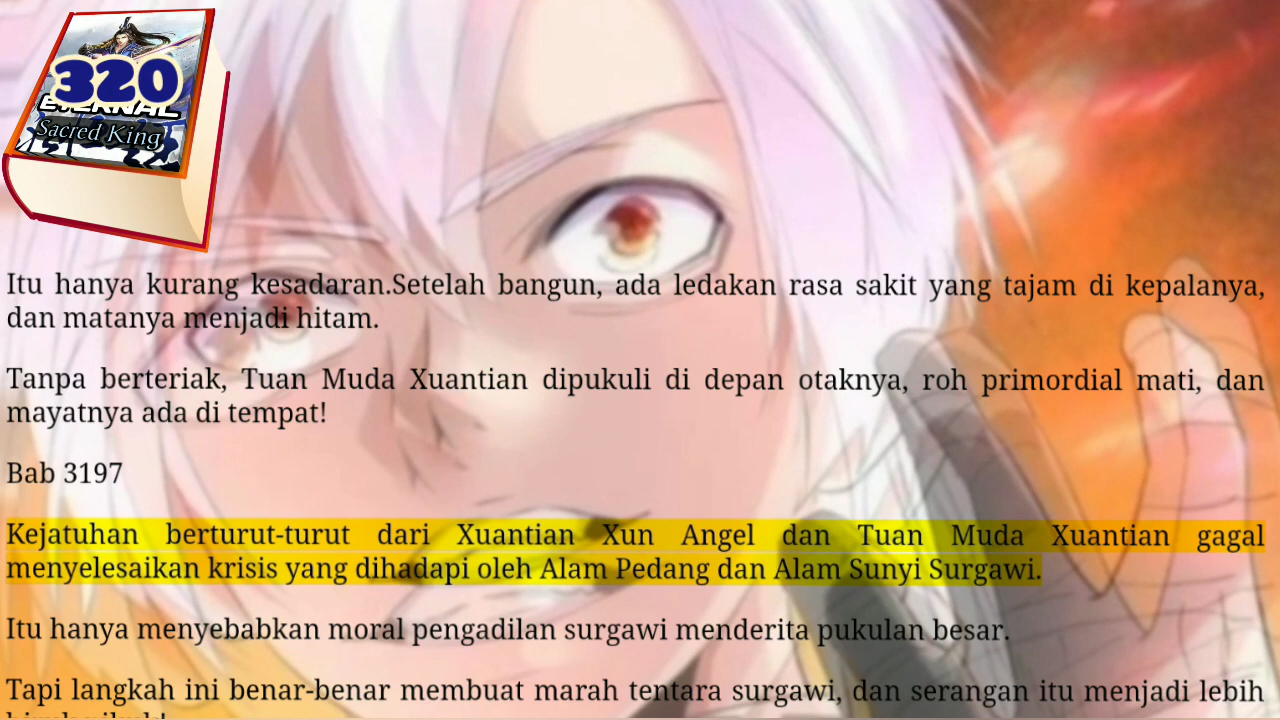 320
ETERNAL
Sacred King
Itu hanya kurang kesadaran.Setelah bangun, ada ledakan rasa sakit yang tajam di kepalanya,
dan matanya menjadi hitam.
Tanpa berteriak, Tuan Muda Xuantian dipukuli di depan otaknya, roh primordial mati, dan
mayatnya ada di tempat!
Bab 3197
Kejatuhan berturut-turut dari Xuantian Xun Angel dan Tuan Muda Xuantian gagal
menyelesaikan krisis yang dihadapi oleh Alam Pedang dan Alam Sunyi Surgawi.
Itu hanya menyebabkan moral pengadilan surgawi menderita pukulan besar.
Tapi langkah ini benar-benar membuat marah tentara surgawi, dan serangan itu menjadi lebih